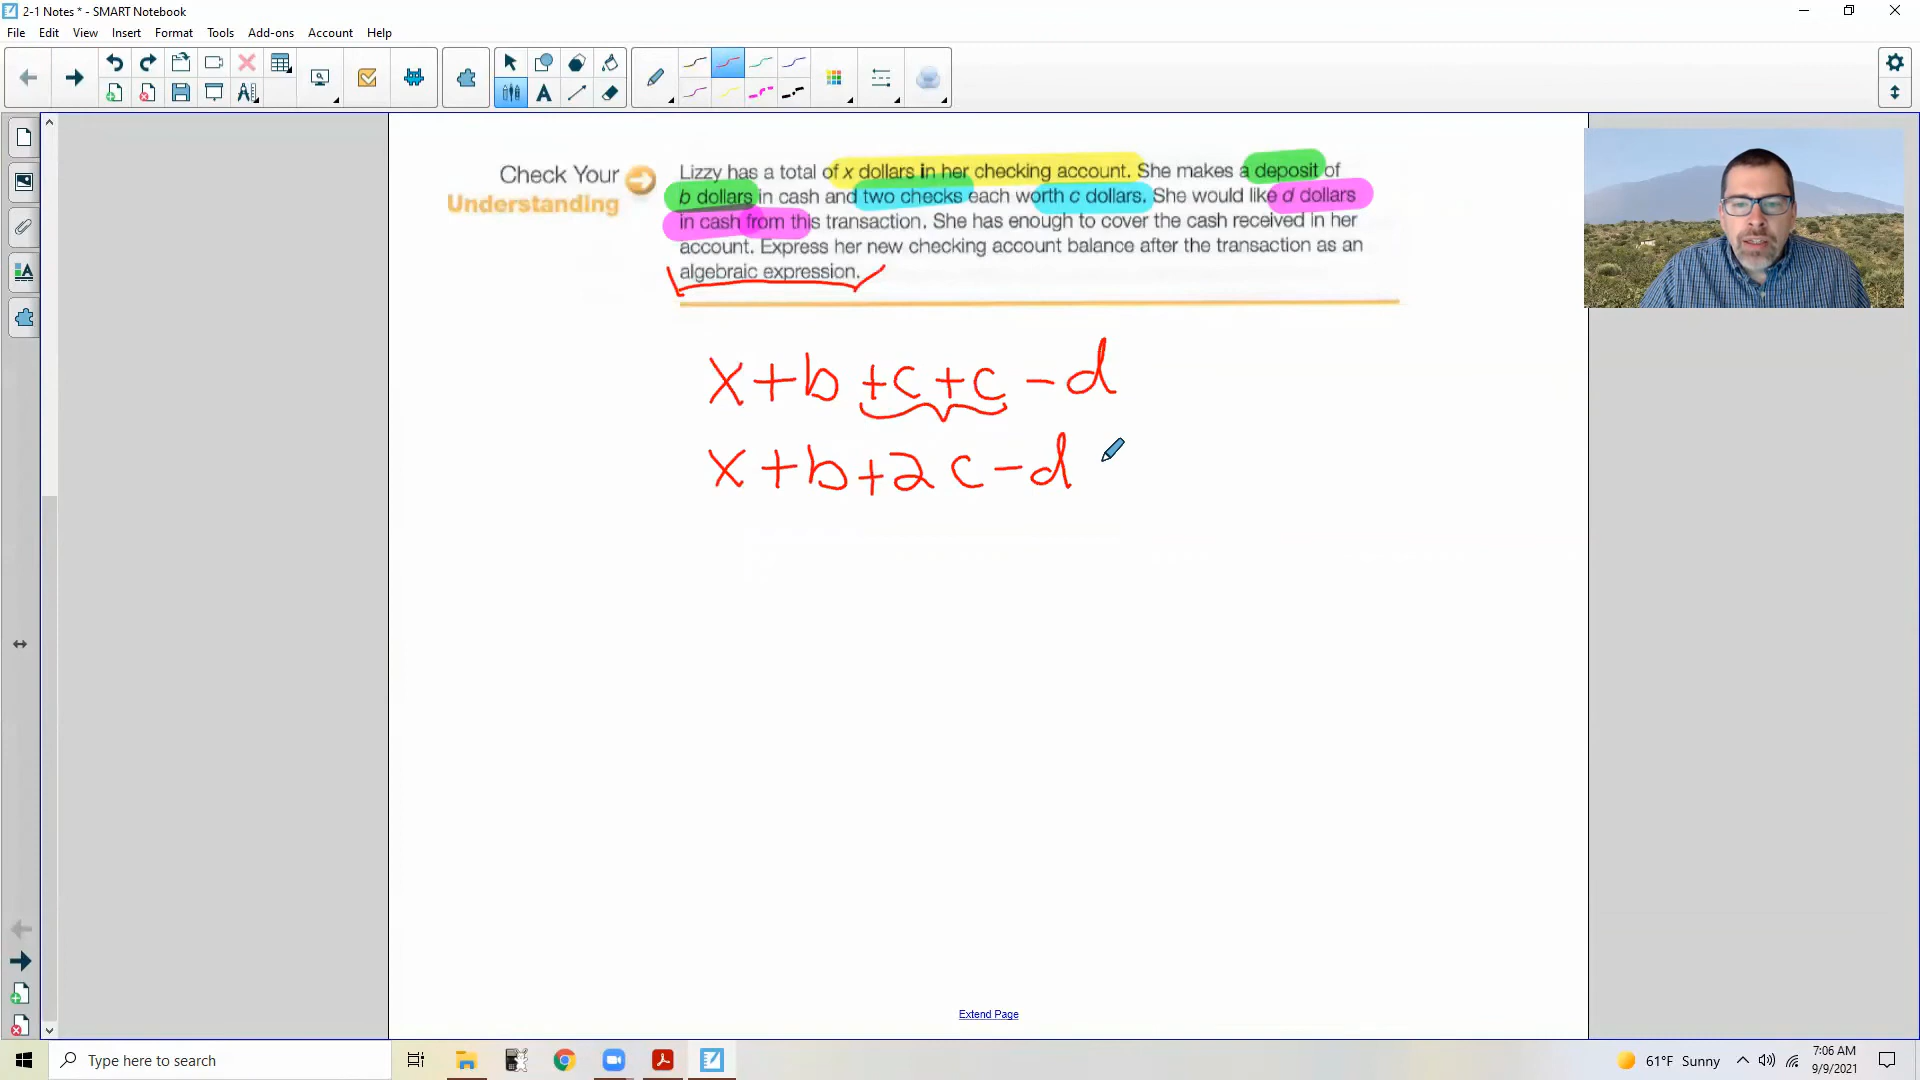 2-1 Notes * - SMART Notebook
File Edit View Insert Format Tools Add-ons Account Help
Check Your
Understanding
Lizzy has a total of x dollars in her checking account. She makes a deposit of
b dollars in cash and two checks each worth c dollars. She would like d dollars
in cash from this transaction. She has enough to cover the cash received in her
account. Express her new checking account balance after the transaction as an
algebraic expression.
x+b+c+c-d
x+b+2c-d
Extend Page
Type here to search
61°F Sunny
7:06 AM
9/9/2021